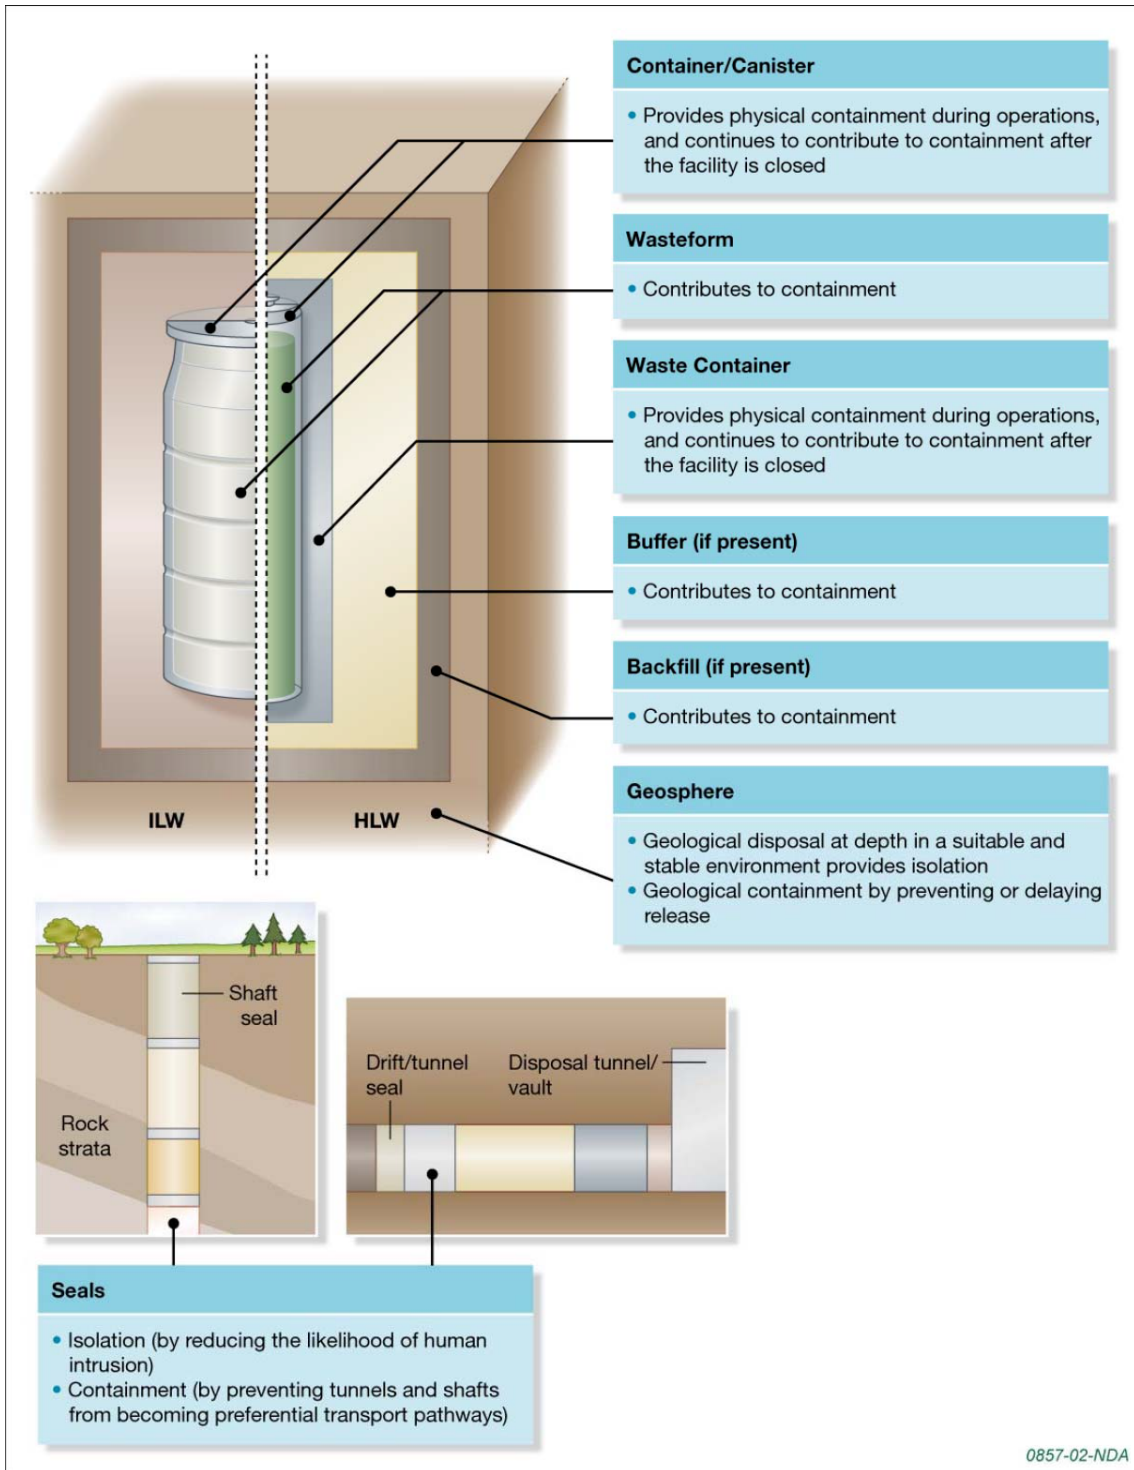 Container/Canister
• Provides physical containment during operations,
and continues to contribute to containment after
the facility is closed
Wasteform
• Contributes to containment
Waste Container
• Provides physical containment during operations,
and continues to contribute to containment after
the facility is closed
Buffer (if present)
• Contributes to containment
Backfill (if present)
• Contributes to containment
Geosphere
• Geological disposal at depth in a suitable and
stable environment provides isolation
• Geological containment by preventing or delaying
release
ILW
HLW
Shaft
seal
Rock
strata
Drift/tunnel
seal
Disposal tunnel/
vault
Seals
• Isolation (by reducing the likelihood of human
intrusion)
• Containment (by preventing tunnels and shafts
from becoming preferential transport pathways)
0857-02-NDA